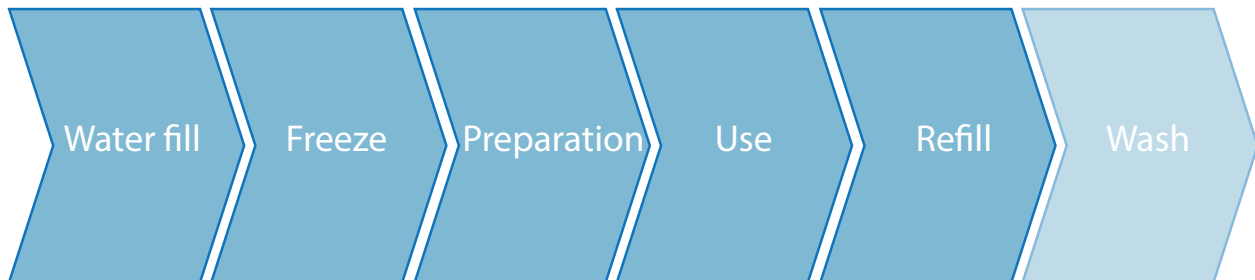 Water fill
Freeze
Preparation
Use
Refill
Wash